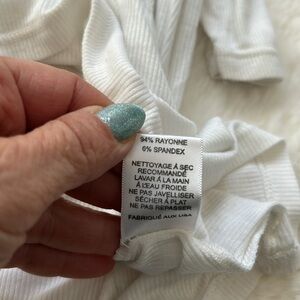 94% RAYONNE
6% SPANDEX
NETTOYAGE À SEC
RECOMMANDÉ
LAVAR À LA MAIN
À L'EAU FROIDE
NE PAS JAVELLISER
SÉCHER À PLAT
NE PAS REPASSER
FABRIQUÉ AUX USA